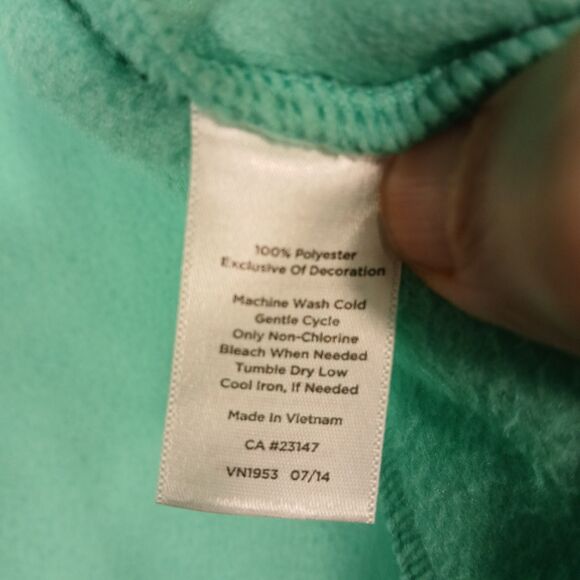 100% Polyester
Exclusive Of Decoration
Machine Wash Cold
Gentle Cycle
Only Non-Chlorine
Bleach When Needed
Tumble Dry Low
Cool Iron, If Needed
Made In Vietnam
CA #23147
VN1953 07/14